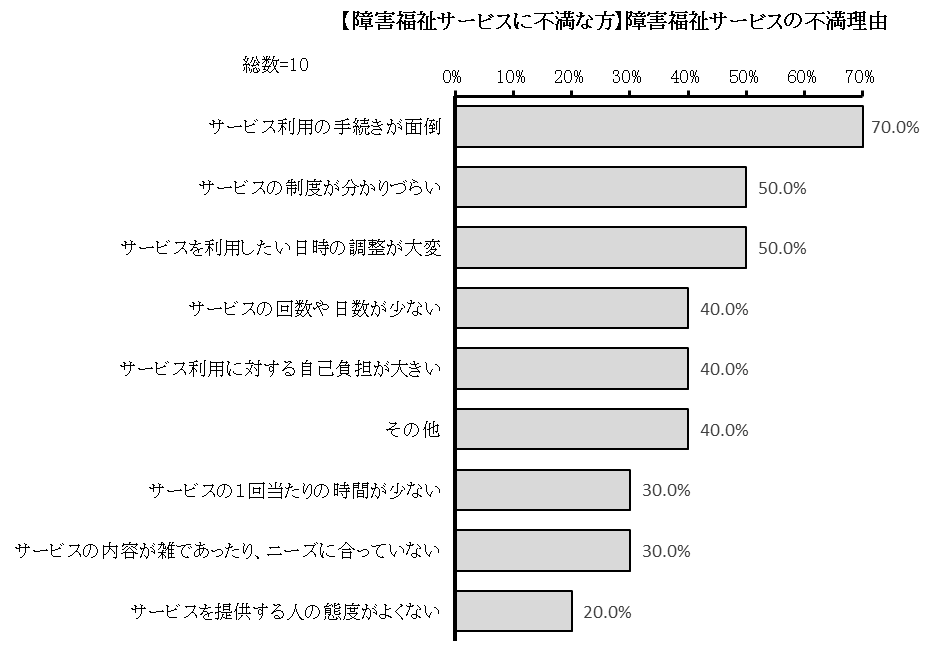 【障害福祉サービスに不満な方】障害福祉サービスの不満理由
総数=10
0% 10% 20% 30% 40% 50% 60% 70%
サービス利用の手続きが面倒 70.0%
サービスの制度が分かりづらい 50.0%
サービスを利用したい日時の調整が大変 50.0%
サービスの回数や日数が少ない 40.0%
サービス利用に対する自己負担が大きい 40.0%
その他 40.0%
サービスの1回当たりの時間が少ない 30.0%
サービスの内容が雑であったり、ニーズに合っていない 30.0%
サービスを提供する人の態度がよくない 20.0%